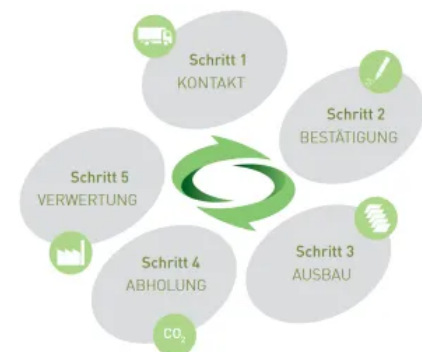 Schritt 1
KONTAKT
Schritt 2
BESTÄTIGUNG
Schritt 3
AUSBAU
Schritt 4
ABHOLUNG
CO₂
Schritt 5
VERWERTUNG